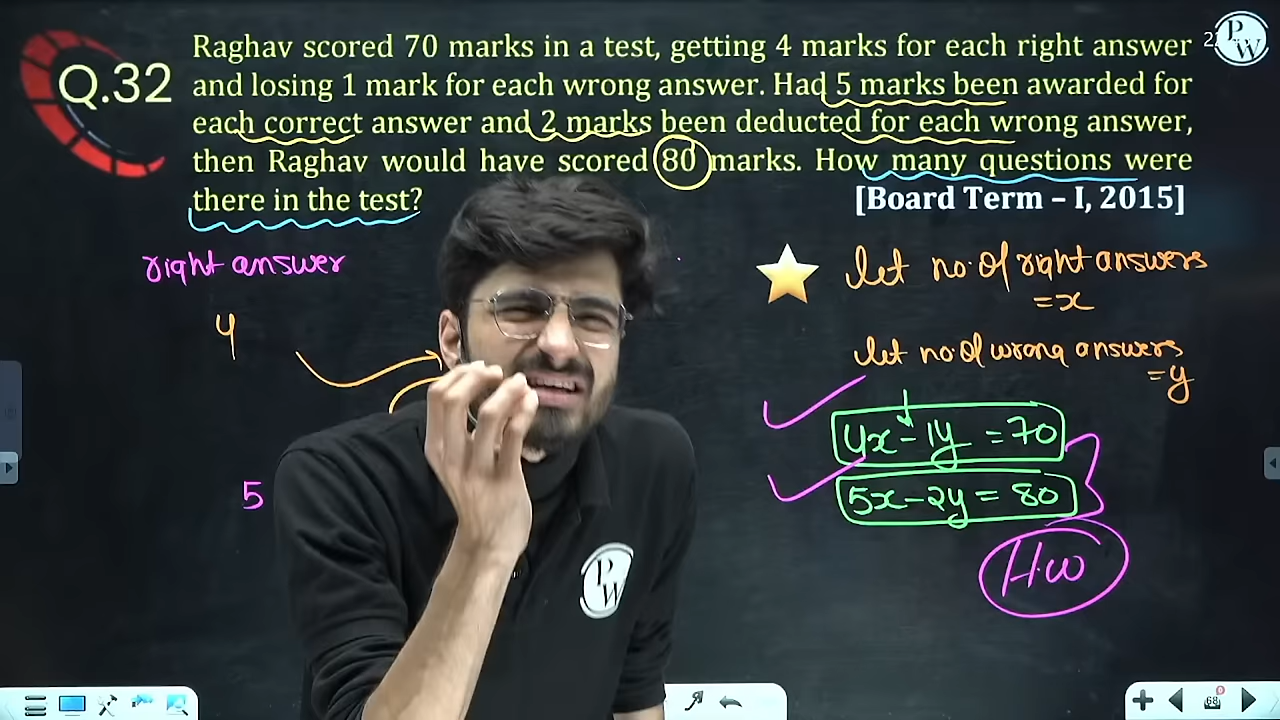 Q.32
Raghav scored 70 marks in a test, getting 4 marks for each right answer
and losing 1 mark for each wrong answer. Had 5 marks been awarded for
each correct answer and 2 marks been deducted for each wrong answer,
then Raghav would have scored 80 marks. How many questions were
there in the test?
[Board Term – I, 2015]
2
P
W
right answer
4
5
let no. of right answers
=x
let no. of wrong answers
=y
4x-1y =70
5x-2y = 80
H.w
P
W
68